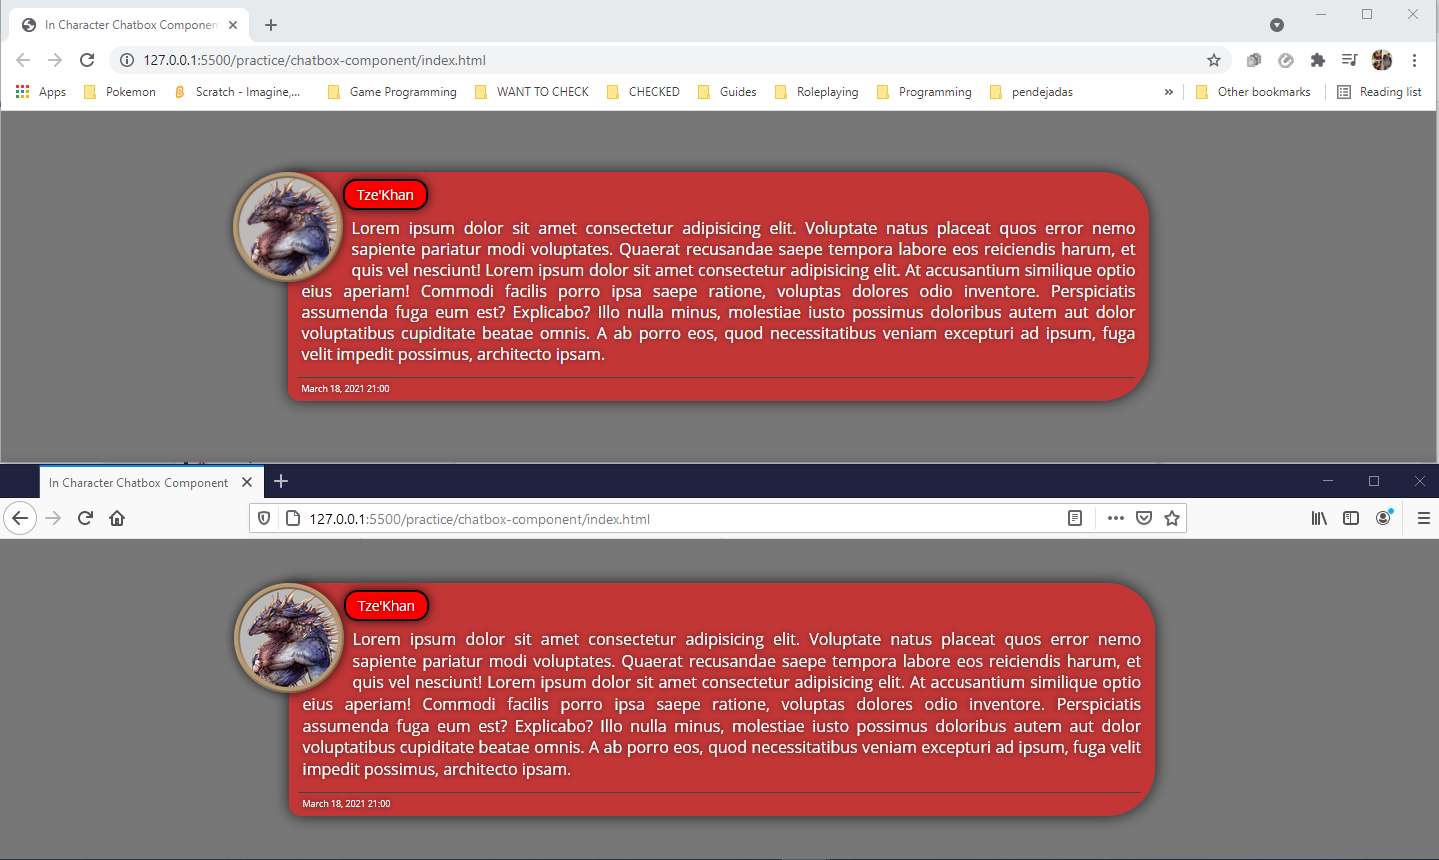 In Character Chatbox Componen
127.0.0.1:5500/practice/chatbox-component/index.html
Apps Pokemon Scratch - Imagine,... Game Programming WANT TO CHECK CHECKED Guides Roleplaying Programming pendejadas » Other bookmarks Reading list
Tze'Khan
Lorem ipsum dolor sit amet consectetur adipisicing elit. Voluptate natus placeat quos error nemo
sapiente pariatur modi voluptates. Quaerat recusandae saepe tempora labore eos reiciendis harum, et
quis vel nesciunt! Lorem ipsum dolor sit amet consectetur adipisicing elit. At accusantium similique optio
eius aperiam! Commodi facilis porro ipsa saepe ratione, voluptas dolores odio inventore. Perspiciatis
assumenda fuga eum est? Explicabo? Illo nulla minus, molestiae iusto possimus doloribus autem aut dolor
voluptatibus cupiditate beatae omnis. A ab porro eos, quod necessitatibus veniam excepturi ad ipsum, fuga
velit impedit possimus, architecto ipsam.
March 18, 2021 21:00
In Character Chatbox Component
127.0.0.1:5500/practice/chatbox-component/index.html
Tze'Khan
Lorem ipsum dolor sit amet consectetur adipisicing elit. Voluptate natus placeat quos error nemo
sapiente pariatur modi voluptates. Quaerat recusandae saepe tempora labore eos reiciendis harum, et
quis vel nesciunt! Lorem ipsum dolor sit amet consectetur adipisicing elit. At accusantium similique optio
eius aperiam! Commodi facilis porro ipsa saepe ratione, voluptas dolores odio inventore. Perspiciatis
assumenda fuga eum est? Explicabo? Illo nulla minus, molestiae iusto possimus doloribus autem aut dolor
voluptatibus cupiditate beatae omnis. A ab porro eos, quod necessitatibus veniam excepturi ad ipsum, fuga velit
impedit possimus, architecto ipsam.
March 18, 2021 21:00